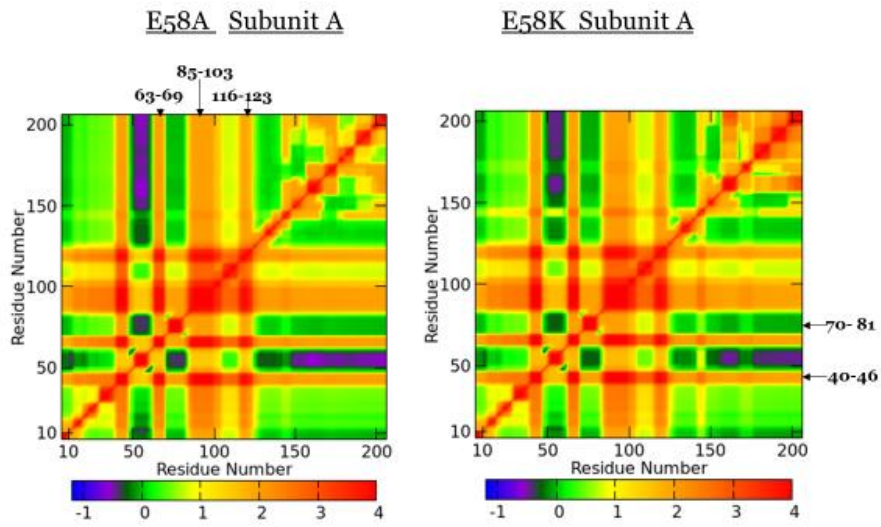 E58A Subunit A
E58K Subunit A
85-103
63-69
116-123
200
150
100
50
10
Residue Number
10 50 100 150 200
Residue Number
-1 0 1 2 3 4
200
150
100
50
10
Residue Number
10 50 100 150 200
Residue Number
-1 0 1 2 3 4
70- 81
40-46